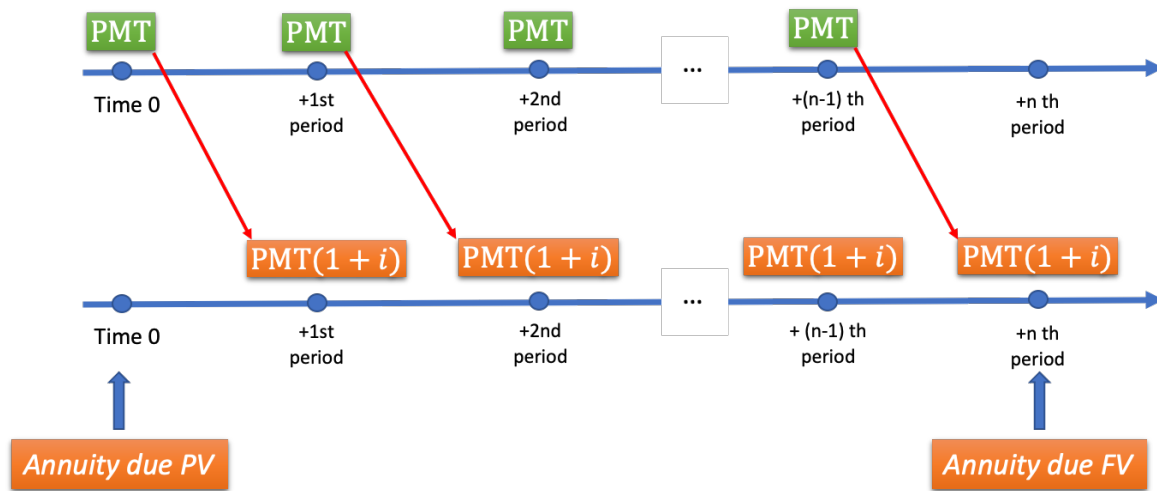 PMT PMT PMT PMT
...
Time 0 +1st +2nd +(n-1) th +n th
period period period period
PMT(1 + i) PMT(1 + i) PMT(1 + i) PMT(1 + i)
...
Time 0 +1st +2nd + (n-1) th +n th
period period period period
Annuity due PV Annuity due FV